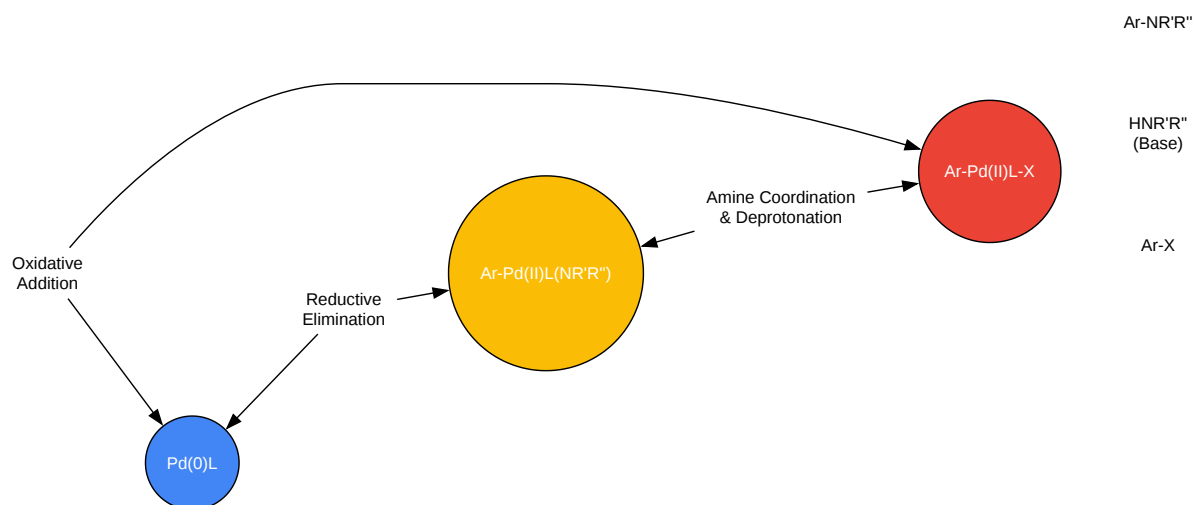 Ar-NR'R"
HNR'R"
(Base)
Ar-Pd(II)L-X
Amine Coordination
& Deprotonation
Ar-X
Oxidative
Addition
Ar-Pd(II)L(NR'R")
Reductive
Elimination
Pd(0)L